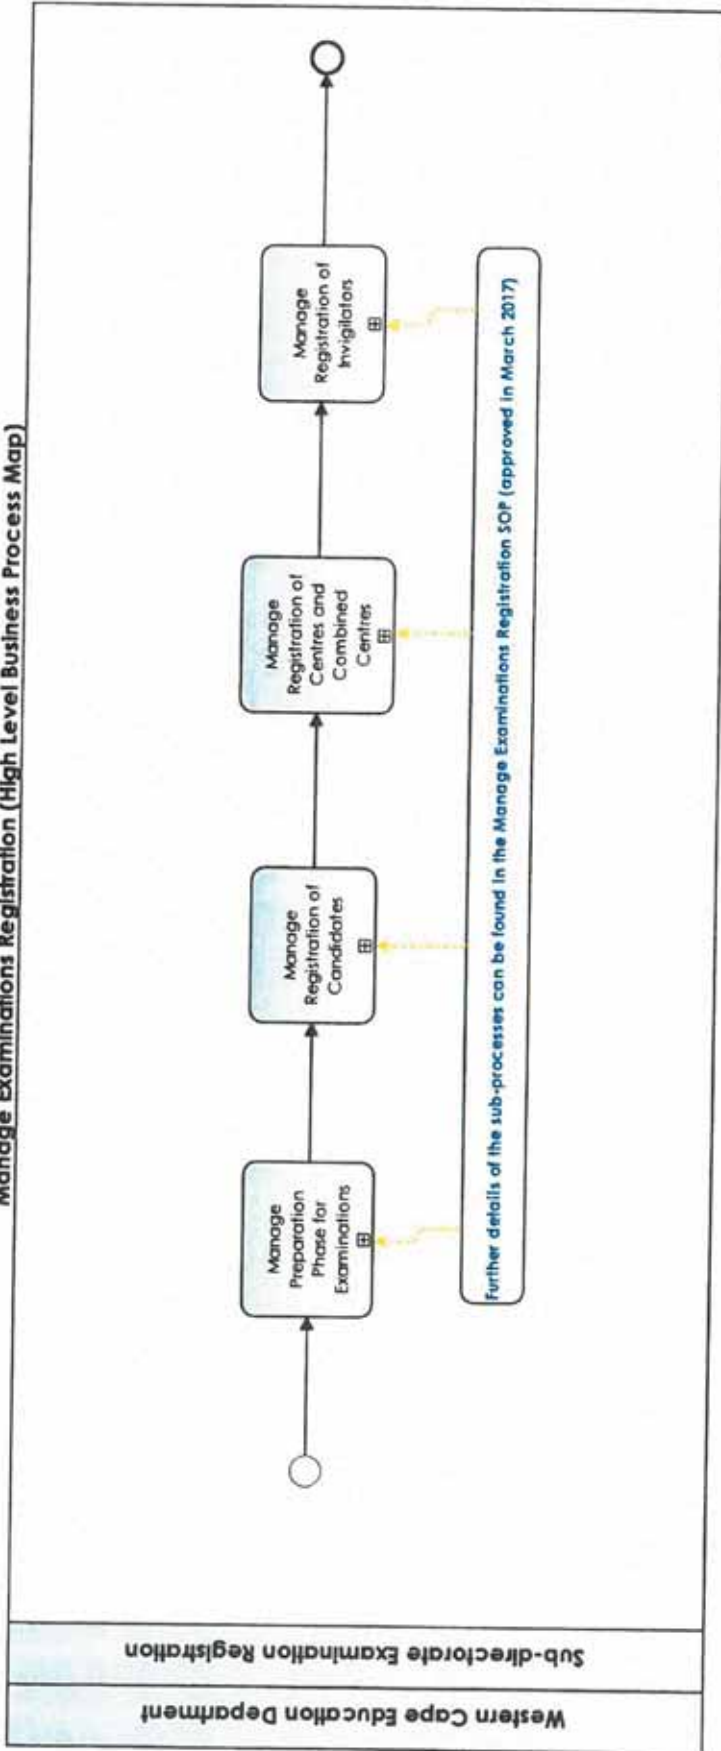 Manage Examinations Registration (High Level Business Process Map)
Western Cape Education Department
Sub-directorate Examination Registration
Manage
Preparation
Phase for
Examinations
Manage
Registration of
Candidates
Manage
Registration of
Centres and
Combined
Centres
Manage
Registration of
Invigilators
Further details of the sub-processes can be found in the Manage Examinations Registration SOP (approved in March 2017)